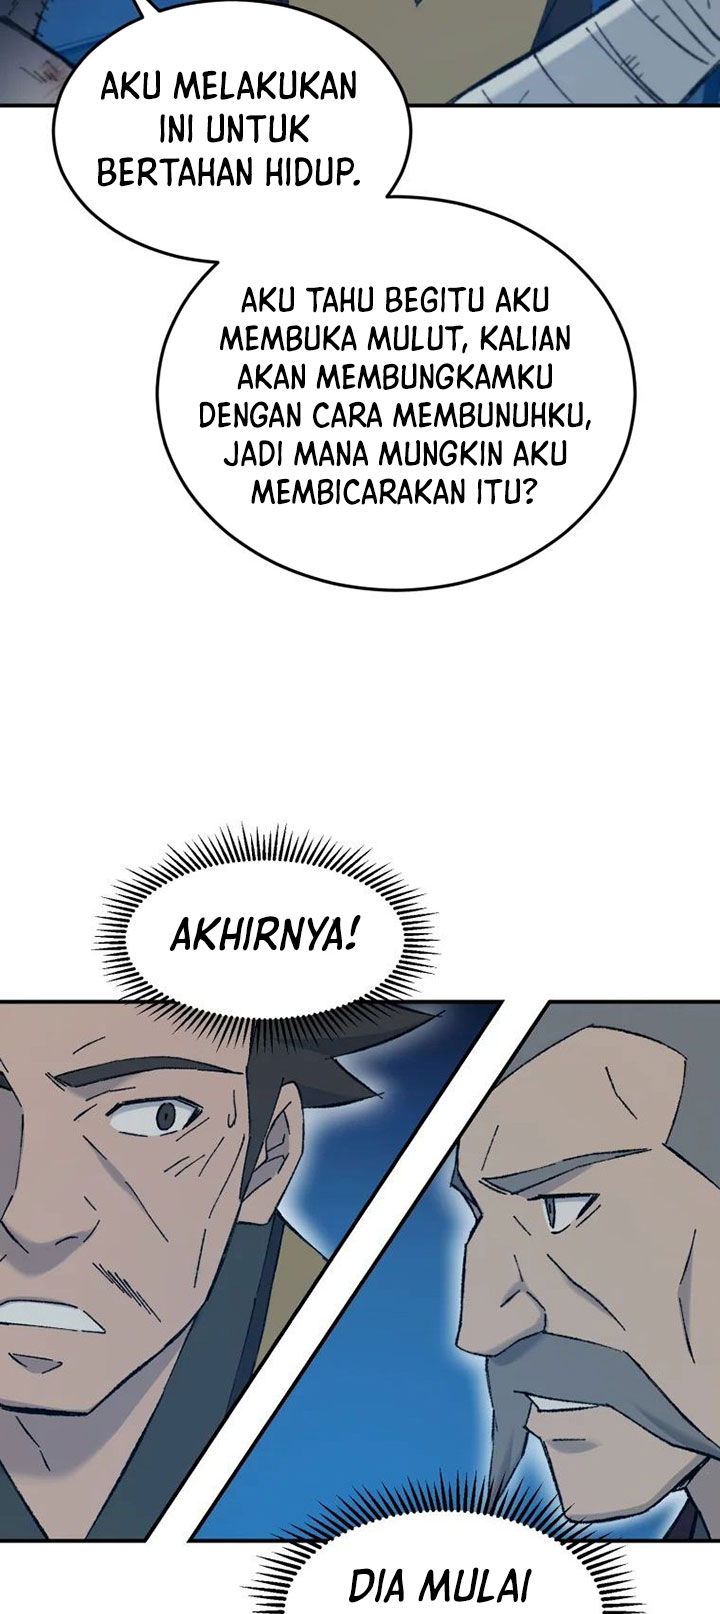 AKU MELAKUKAN
INI UNTUK
BERTAHAN HIDUP.
AKU TAHU BEGITU AKU
MEMBUKA MULUT, KALIAN
AKAN MEMBUNGKAMKU
DENGAN CARA MEMBUNUHKU,
JADI MANA MUNGKIN AKU
MEMBICARAKAN ITU?
AKHIRNYA!
DIA MULAI